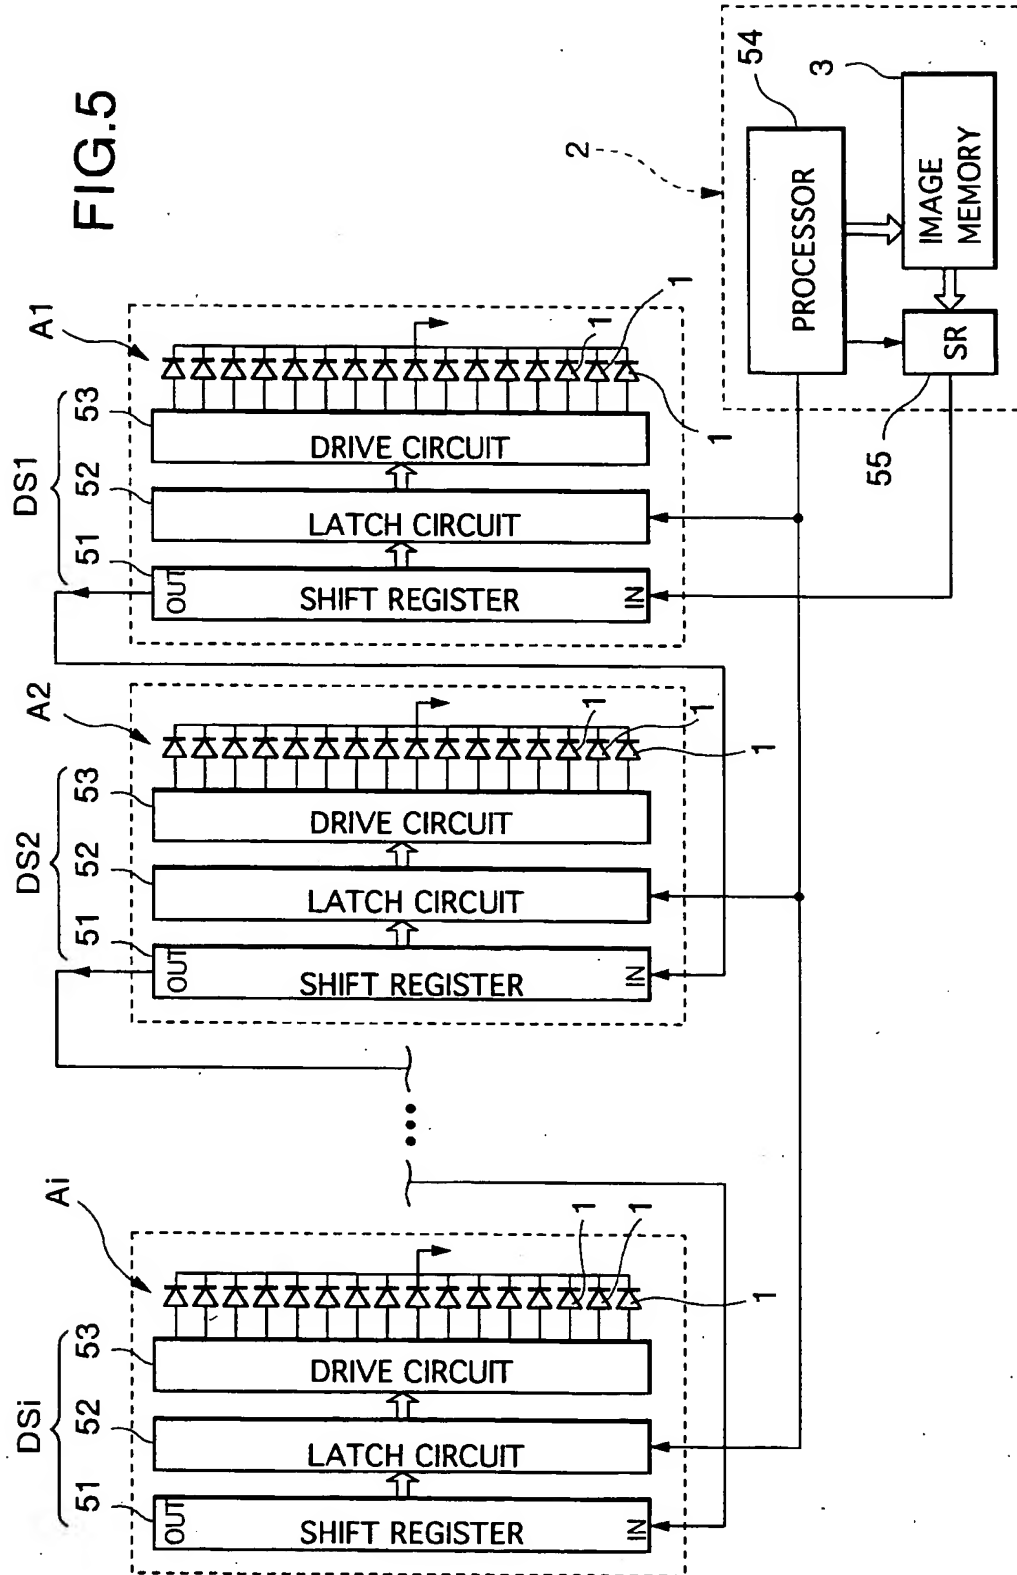 FIG.5
DSi
51
52
53
Ai
OUT
SHIFT REGISTER
IN
LATCH CIRCUIT
DRIVE CIRCUIT
1
1
1
DS2
51
52
53
A2
OUT
SHIFT REGISTER
IN
LATCH CIRCUIT
DRIVE CIRCUIT
1
1
1
DS1
51
52
53
A1
OUT
SHIFT REGISTER
IN
LATCH CIRCUIT
DRIVE CIRCUIT
1
1
1
2
54
PROCESSOR
3
IMAGE
MEMORY
SR
55